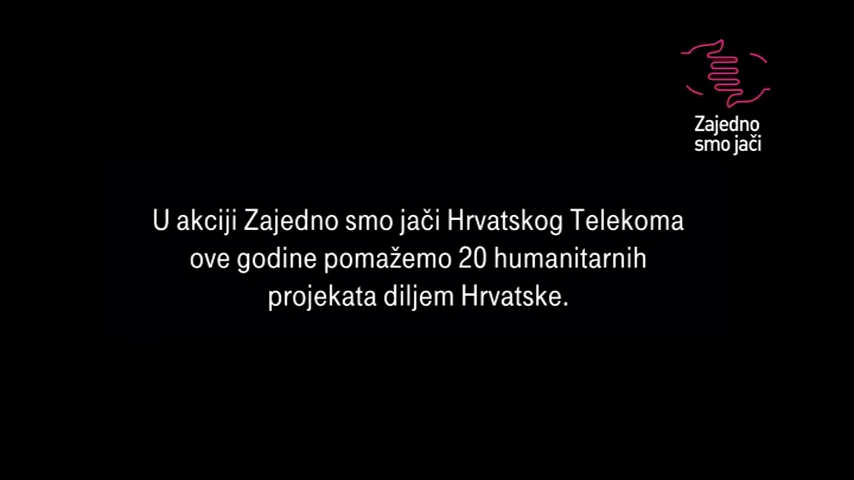 Zajedno
smo jači
U akciji Zajedno smo jači Hrvatskog Telekoma
ove godine pomažemo 20 humanitarnih
projekata diljem Hrvatske.